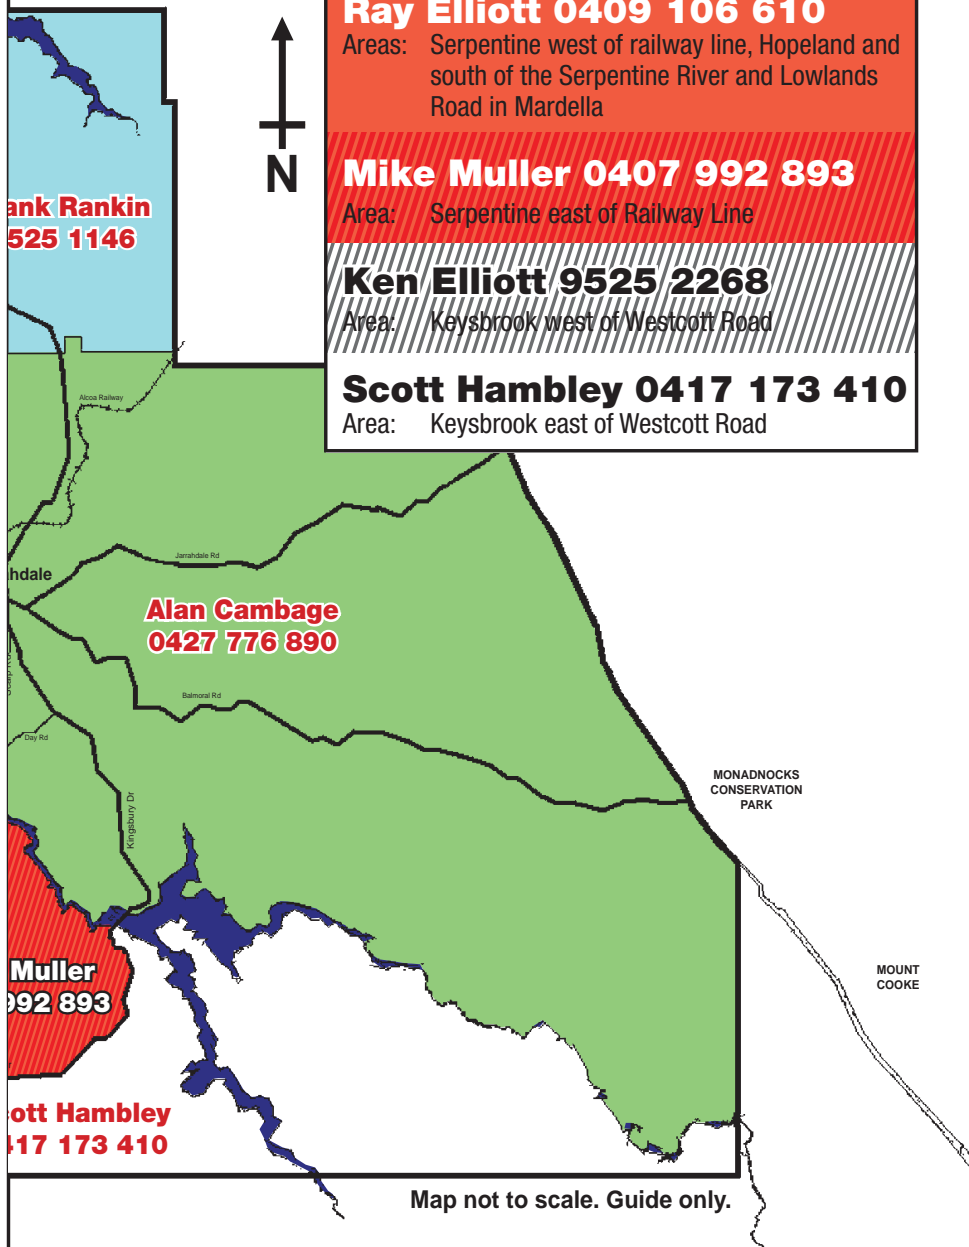 Ray Elliott 0409 106 610
Areas: Serpentine west of railway line, Hopeland and
south of the Serpentine River and Lowlands
Road in Mardella
N
Mike Muller 0407 992 893
Area: Serpentine east of Railway Line
ank Rankin
525 1146
Ken Elliott 9525 2268
Area: Keysbrook west of Westcott Road
Scott Hambley 0417 173 410
Area: Keysbrook east of Westcott Road
Alcoa Railway
Jarrahdale Rd
hdale
Alan Cambage
0427 776 890
Scarp Rd
Balmoral Rd
Day Rd
MONADNOCKS
CONSERVATION
PARK
Kingsbury Dr
Muller
992 893
MOUNT
COOKE
cott Hambley
417 173 410
Map not to scale. Guide only.